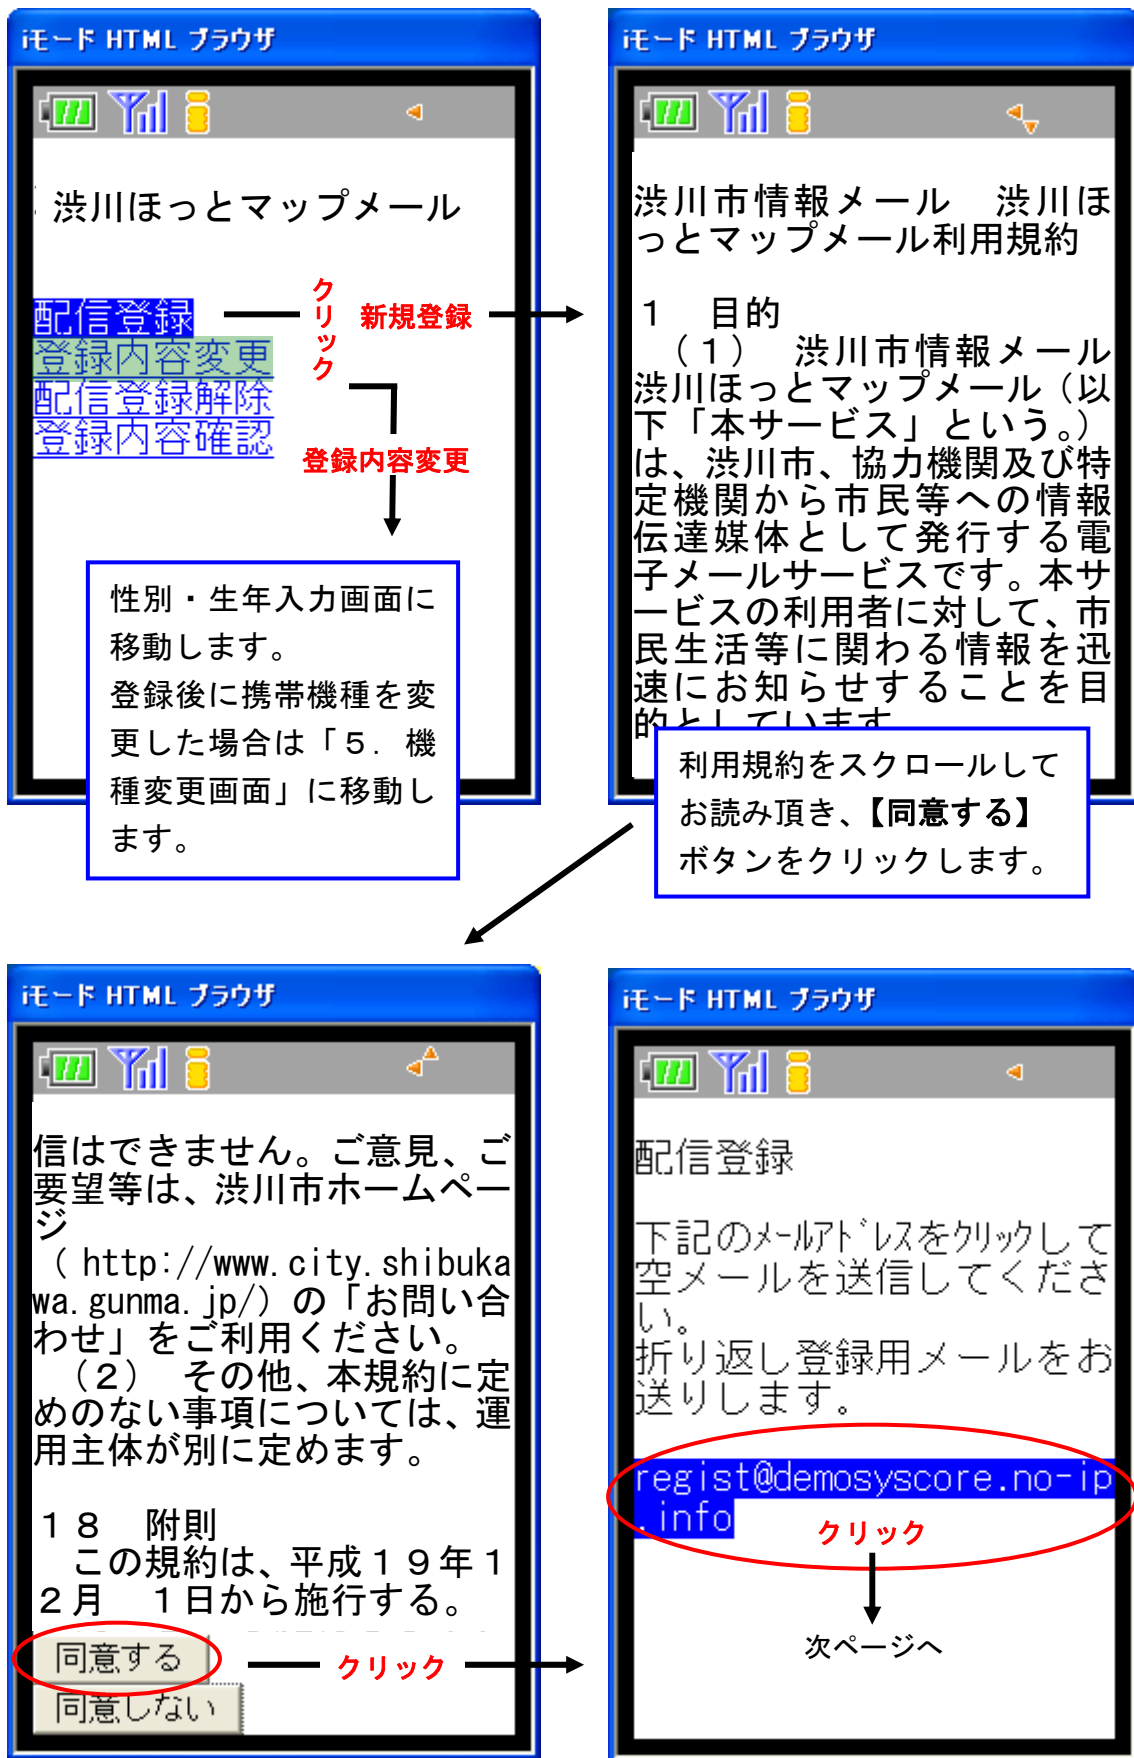 iモード HTML ブラウザ
渋川ほっとマップメール
配信登録
登録内容変更
配信登録解除
登録内容確認
クリック
新規登録
登録内容変更
性別・生年入力画面に
移動します。
登録後に携帯機種を変
更した場合は「５．機
種変更画面」に移動し
ます。
iモード HTML ブラウザ
渋川市情報メール　渋川ほ
っとマップメール利用規約
１　目的
（１）　渋川市情報メール
渋川ほっとマップメール（以
下「本サービス」という。）
は、渋川市、協力機関及び特
定機関から市民等への情報
伝達媒体として発行する電
子メールサービスです。本サ
ービスの利用者に対して、市
民生活等に関わる情報を迅
速にお知らせすることを目
的としています
利用規約をスクロールして
お読み頂き、【同意する】
ボタンをクリックします。
iモード HTML ブラウザ
信はできません。ご意見、ご
要望等は、渋川市ホームペー
ジ
（http://www.city.shibuka
wa.gunma.jp/）の「お問い合
わせ」をご利用ください。
（２）　その他、本規約に定
めのない事項については、運
用主体が別に定めます。
１８　附則
この規約は、平成１９年１
２月　１日から施行する。
同意する
同意しない
クリック
iモード HTML ブラウザ
配信登録
下記のﾒｰﾙｱﾄﾞﾚｽをｸﾘｯｸして
空メールを送信してくださ
い。
折り返し登録用メールをお
送りします。
regist@demosyscore.no-ip
.info
クリック
次ページへ